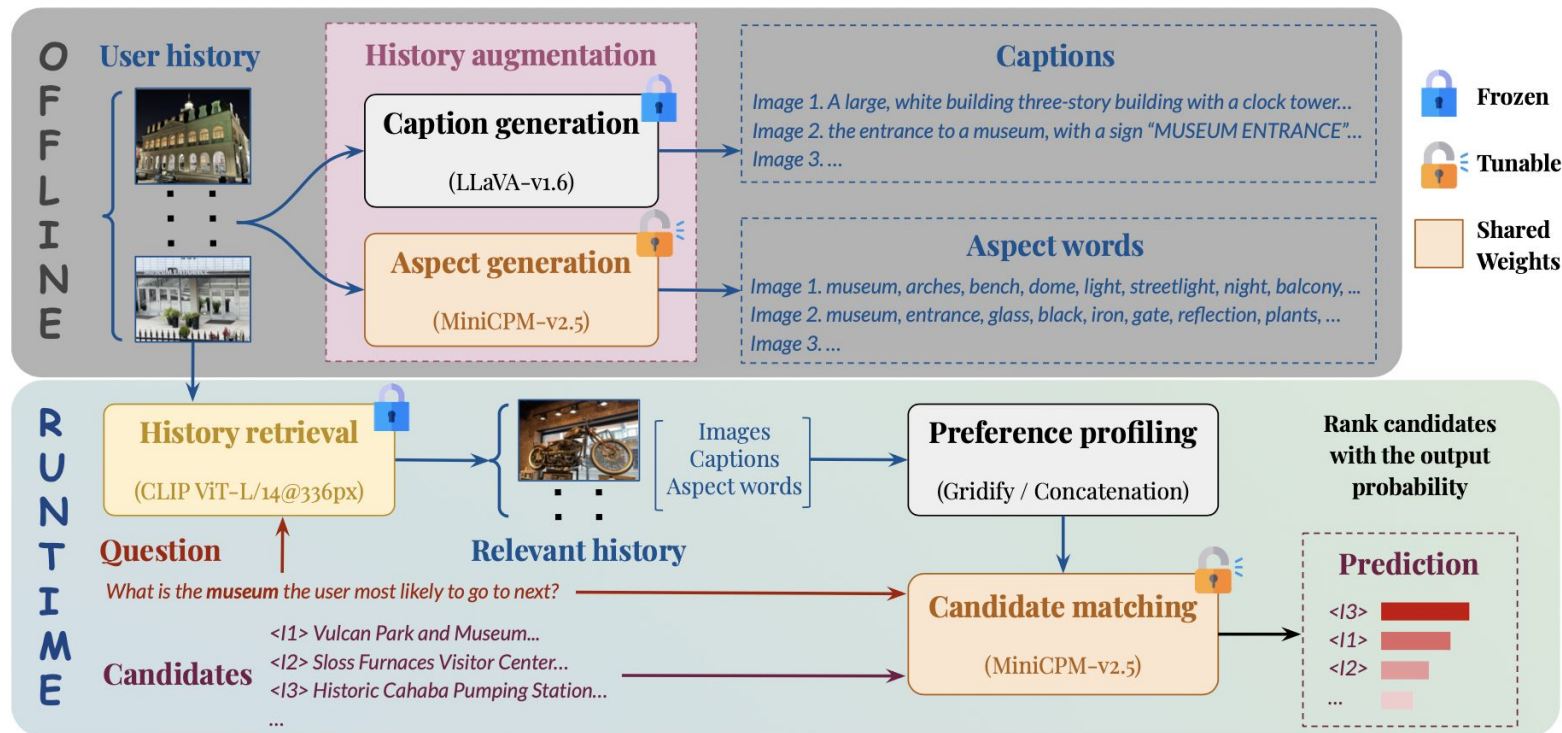 OFFLINE
User history
History augmentation
Caption generation
(LLaVA-v1.6)
Aspect generation
(MiniCPM-v2.5)
Captions
Image 1. A large, white building three-story building with a clock tower...
Image 2. the entrance to a museum, with a sign “MUSEUM ENTRANCE”...
Image 3. ...
Aspect words
Image 1. museum, arches, bench, dome, light, streetlight, night, balcony, ...
Image 2. museum, entrance, glass, black, iron, gate, reflection, plants, ...
Image 3. ...
Frozen
Tunable
Shared
Weights
RUNTIME
History retrieval
(CLIP ViT-L/14@336px)
Images
Captions
Aspect words
Relevant history
Preference profiling
(Gridify / Concatenation)
Rank candidates
with the output
probability
Question
What is the museum the user most likely to go to next?
Candidates
<I1> Vulcan Park and Museum...
<I2> Sloss Furnaces Visitor Center...
<I3> Historic Cahaba Pumping Station...
...
Candidate matching
(MiniCPM-v2.5)
Prediction
<I3>
<I1>
<I2>
...